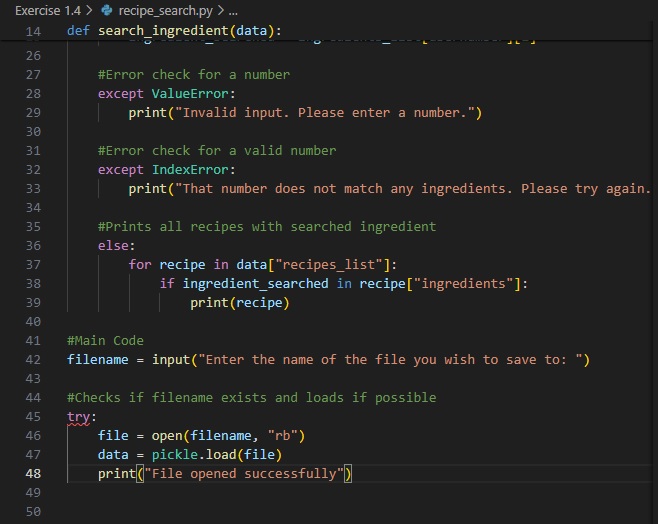 Exercise 1.4 > recipe_search.py > ...
14 def search_ingredient(data):
26
27 #Error check for a number
28 except ValueError:
29 print("Invalid input. Please enter a number.")
30
31 #Error check for a valid number
32 except IndexError:
33 print("That number does not match any ingredients. Please try again.
34
35 #Prints all recipes with searched ingredient
36 else:
37 for recipe in data["recipes_list"]:
38 if ingredient_searched in recipe["ingredients"]:
39 print(recipe)
40
41 #Main Code
42 filename = input("Enter the name of the file you wish to save to: ")
43
44 #Checks if filename exists and loads if possible
45 try:
46 file = open(filename, "rb")
47 data = pickle.load(file)
48 print("File opened successfully")
49
50